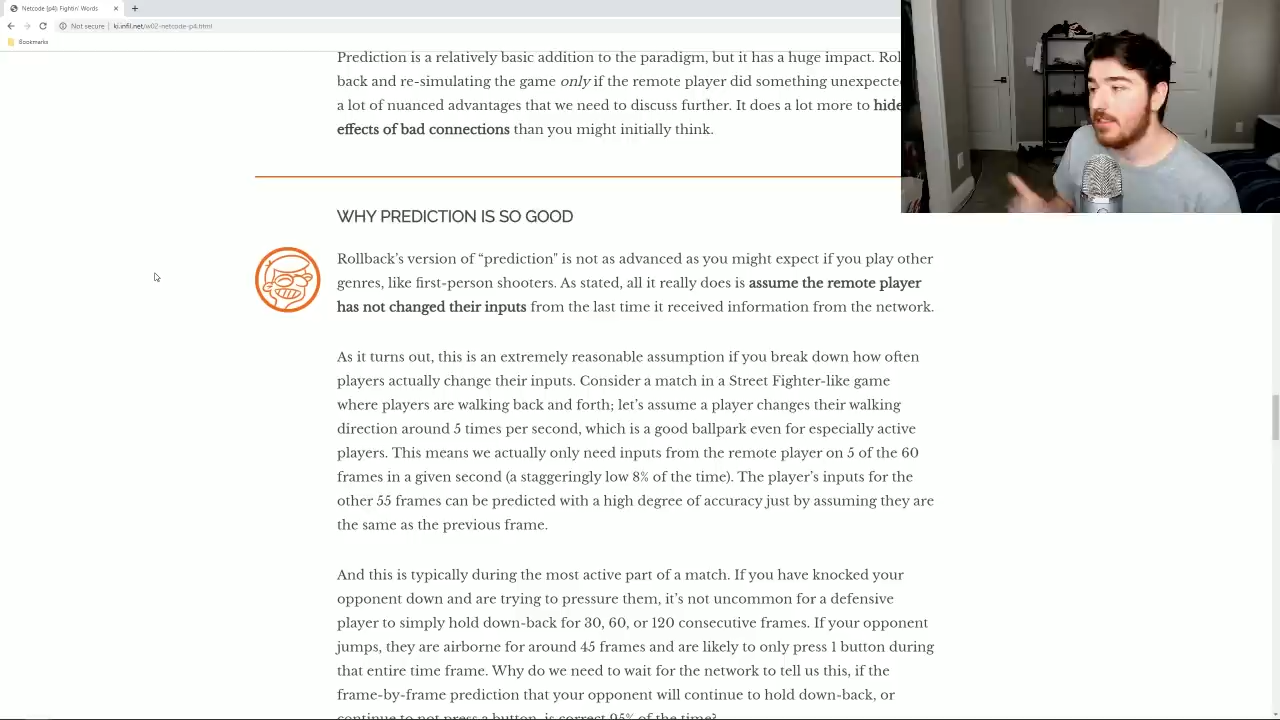 Netcode (p4): Fightin' Words
Not secure | ki.infil.net/w02-netcode-p4.html
Bookmarks
Prediction is a relatively basic addition to the paradigm, but it has a huge impact. Rol
back and re-simulating the game only if the remote player did something unexpected
a lot of nuanced advantages that we need to discuss further. It does a lot more to hide
effects of bad connections than you might initially think.
WHY PREDICTION IS SO GOOD
Rollback's version of “prediction" is not as advanced as you might expect if you play other
genres, like first-person shooters. As stated, all it really does is assume the remote player
has not changed their inputs from the last time it received information from the network.
As it turns out, this is an extremely reasonable assumption if you break down how often
players actually change their inputs. Consider a match in a Street Fighter-like game
where players are walking back and forth; let's assume a player changes their walking
direction around 5 times per second, which is a good ballpark even for especially active
players. This means we actually only need inputs from the remote player on 5 of the 60
frames in a given second (a staggeringly low 8% of the time). The player's inputs for the
other 55 frames can be predicted with a high degree of accuracy just by assuming they are
the same as the previous frame.
And this is typically during the most active part of a match. If you have knocked your
opponent down and are trying to pressure them, it's not uncommon for a defensive
player to simply hold down-back for 30, 60, or 120 consecutive frames. If your opponent
jumps, they are airborne for around 45 frames and are likely to only press 1 button during
that entire time frame. Why do we need to wait for the network to tell us this, if the
frame-by-frame prediction that your opponent will continue to hold down-back, or
continue to not press a button, is correct 95% of the time?